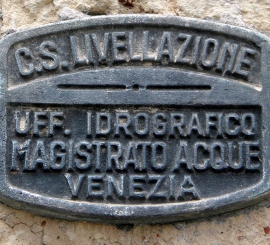 C.S. LIVELLAZIONE
UFF. IDROGRAFICO
MAGISTRATO ACQUE
VENEZIA